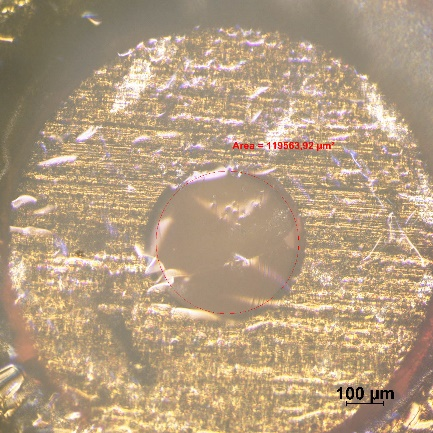 Area = 119563,92 µm²
100 µm